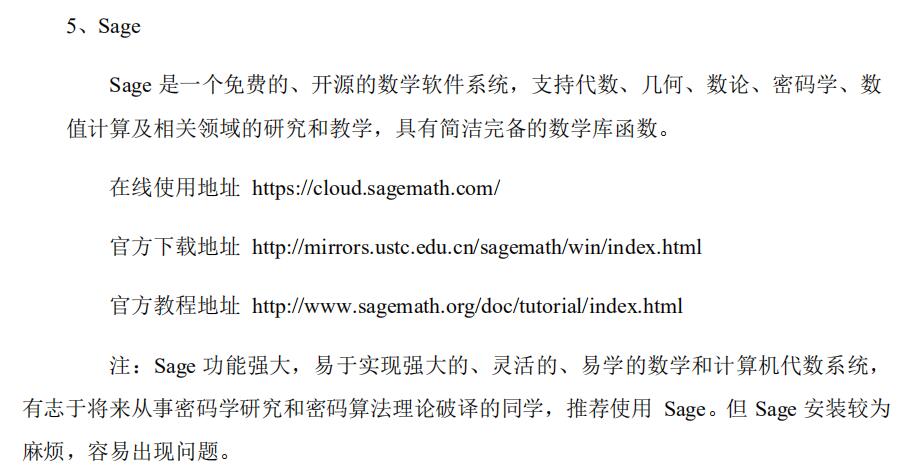 5、Sage
Sage 是一个免费的、开源的数学软件系统，支持代数、几何、数论、密码学、数
值计算及相关领域的研究和教学，具有简洁完备的数学库函数。
在线使用地址 https://cloud.sagemath.com/
官方下载地址 http://mirrors.ustc.edu.cn/sagemath/win/index.html
官方教程地址 http://www.sagemath.org/doc/tutorial/index.html
注：Sage 功能强大，易于实现强大的、灵活的、易学的数学和计算机代数系统，
有志于将来从事密码学研究和密码算法理论破译的同学，推荐使用 Sage。但 Sage 安装较为
麻烦，容易出现问题。